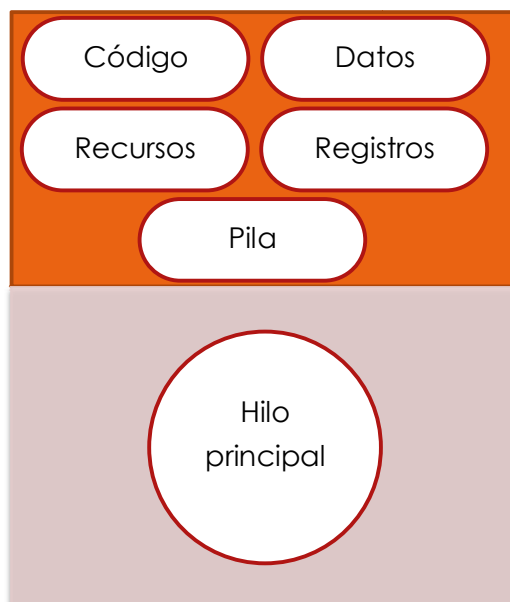 Código
Datos
Recursos
Registros
Pila
Hilo
principal